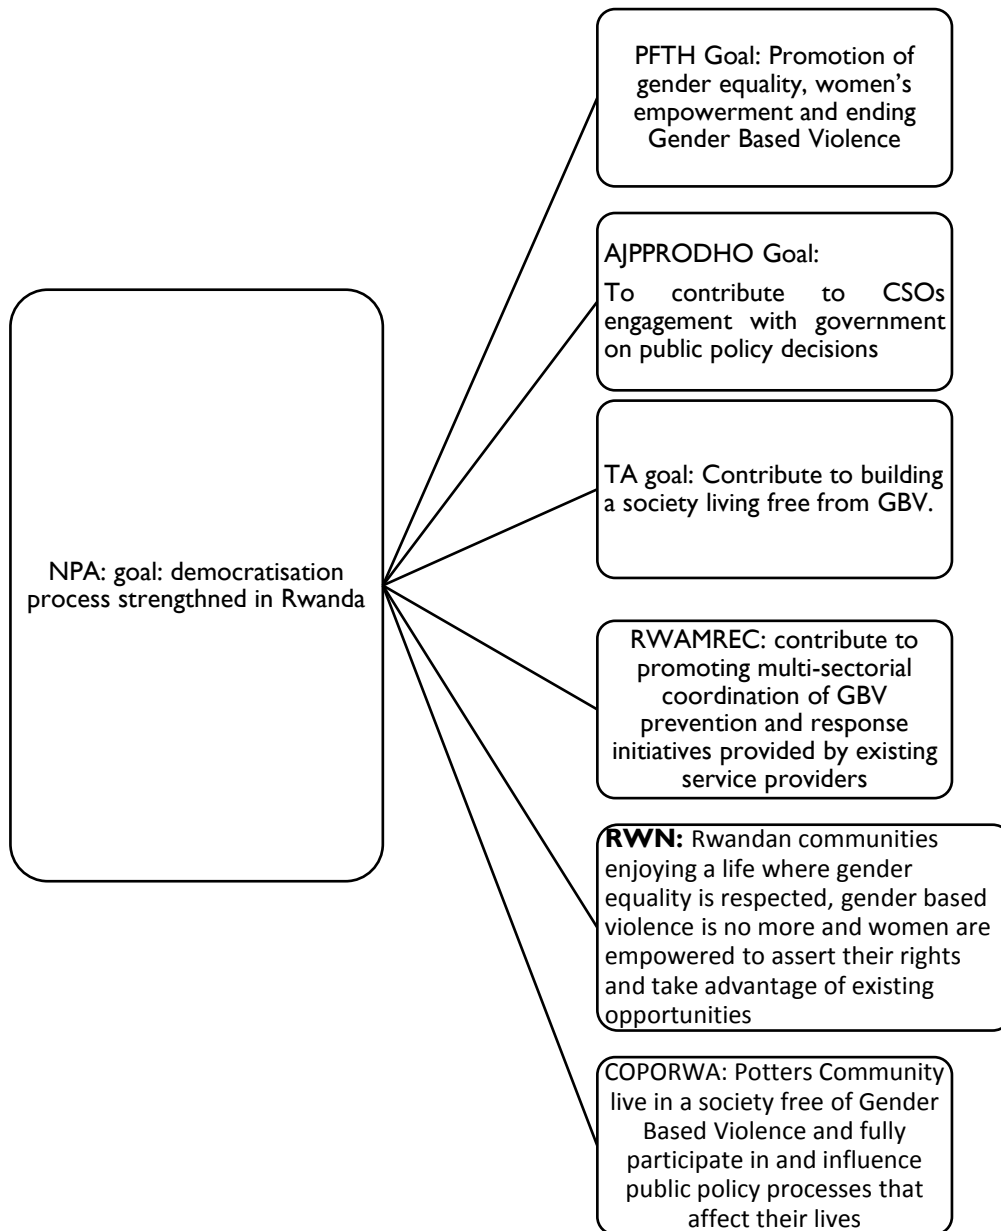 PFTH Goal: Promotion of
gender equality, women’s
empowerment and ending
Gender Based Violence
AJPPRODHO Goal:
To contribute to CSOs
engagement with government
on public policy decisions
TA goal: Contribute to building
a society living free from GBV.
NPA: goal: democratisation
process strengthned in Rwanda
RWAMREC: contribute to
promoting multi-sectorial
coordination of GBV
prevention and response
initiatives provided by existing
service providers
RWN: Rwandan communities
enjoying a life where gender
equality is respected, gender based
violence is no more and women are
empowered to assert their rights
and take advantage of existing
opportunities
COPORWA: Potters Community
live in a society free of Gender
Based Violence and fully
participate in and influence
public policy processes that
affect their lives